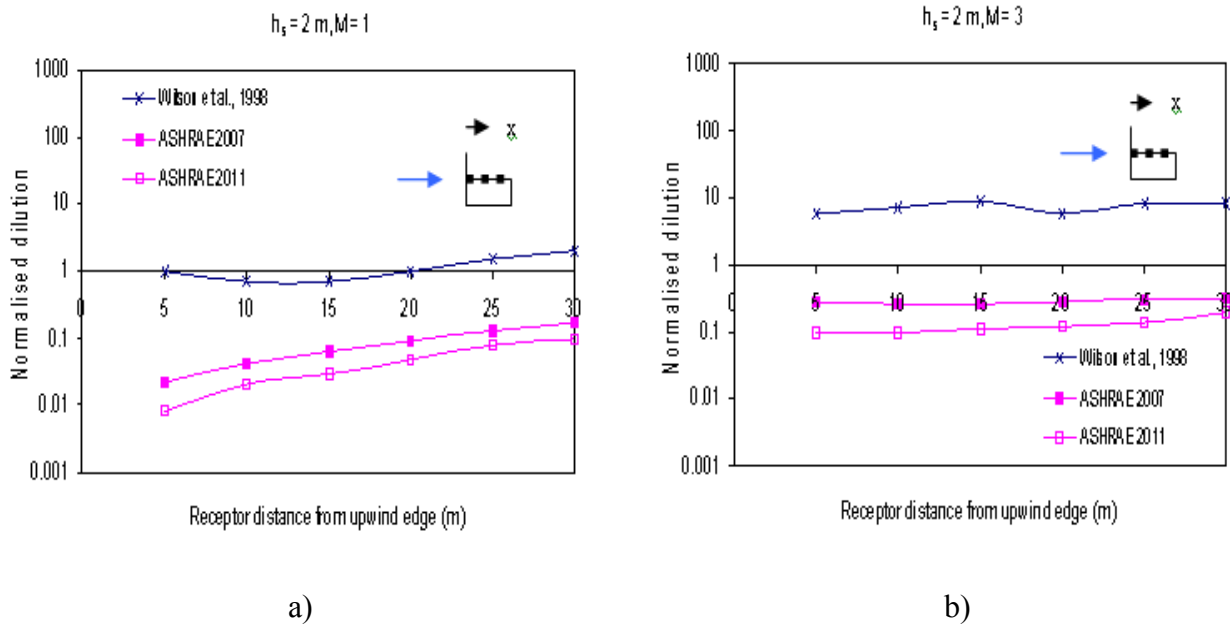 hs = 2 m, M = 1
1000
100
10
1
0.1
0.01
0.001
Normalised dilution
Wilson et al., 1998
ASHRAE2007
ASHRAE2011
X
0
5
10
15
20
25
30
Receptor distance from upwind edge (m)
a)
hs = 2 m, M = 3
1000
100
10
1
0.1
0.01
0.001
Normalised dilution
X
0
5
10
15
20
25
30
Wilson et al., 1998
ASHRAE2007
ASHRAE2011
Receptor distance from upwind edge (m)
b)